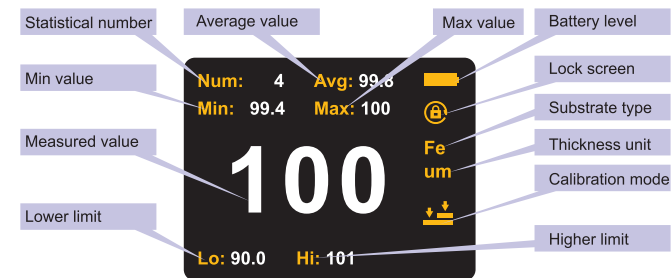 Statistical number
Average value
Max value
Battery level
Min value
Lock screen
Measured value
Substrate type
Thickness unit
Calibration mode
Lower limit
Higher limit
Num: 4 Avg: 99.8
Min: 99.4 Max: 100
100
Fe
um
Lo: 90.0 Hi: 101